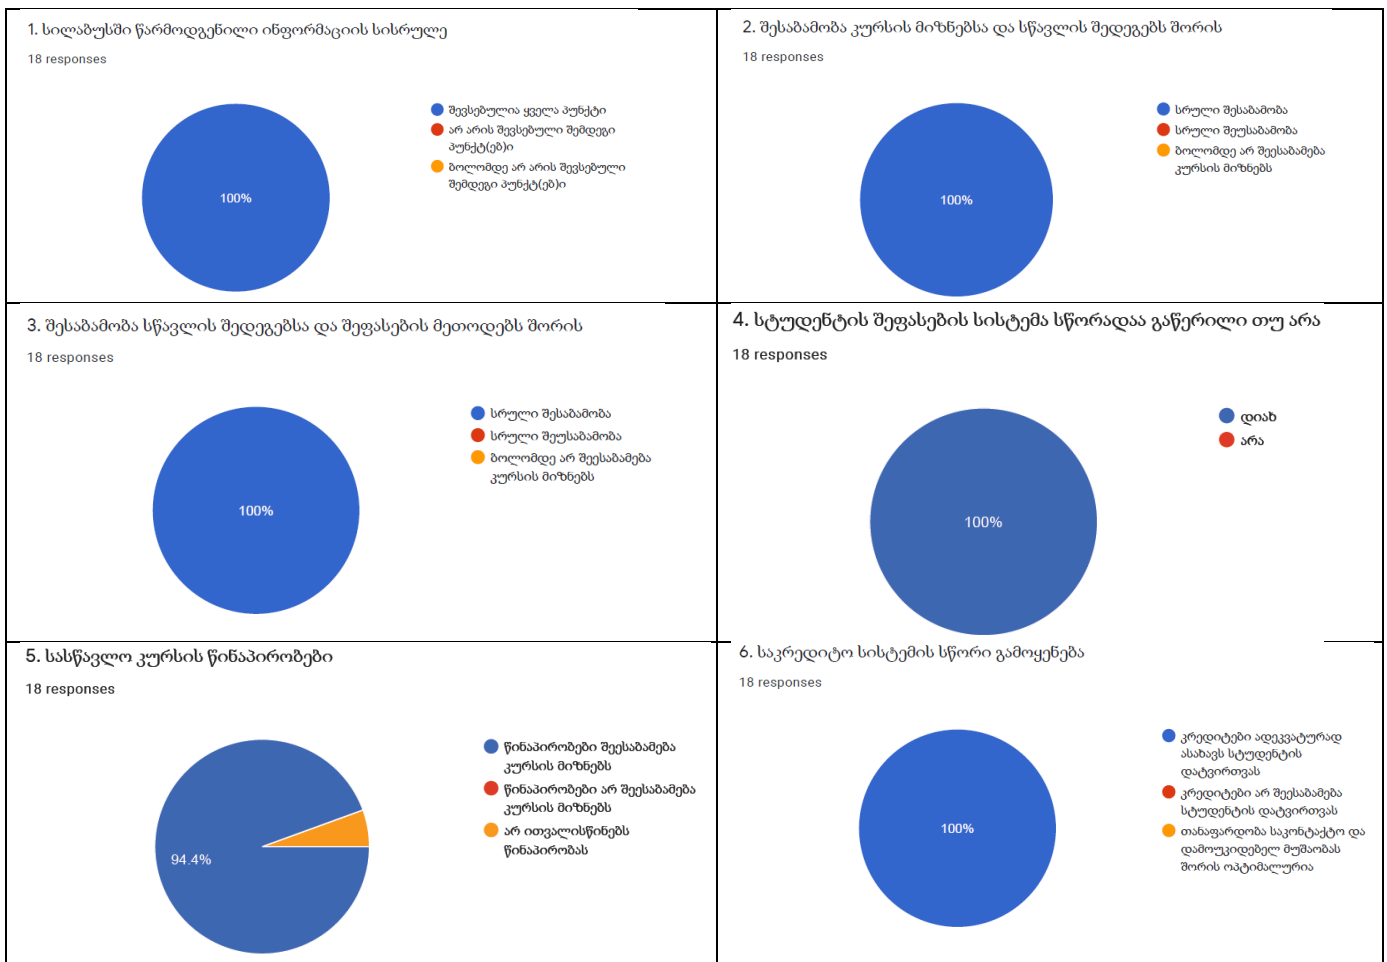 1. სილაბუსში წარმოდგენილი ინფორმაციის სისრულე
18 responses
100%
შევსებულია ყველა პუნქტი
არ არის შევსებული შემდეგი
პუნქტ(ებ)ი
ბოლომდე არ არის შევსებული
შემდეგი პუნქტ(ებ)ი
2. შესაბამობა კურსის მიზნებსა და სწავლის შედეგებს შორის
18 responses
100%
სრული შესაბამობა
სრული შეუსაბამობა
ბოლომდე არ შეესაბამება
კურსის მიზნებს
3. შესაბამობა სწავლის შედეგებსა და შეფასების მეთოდებს შორის
18 responses
100%
სრული შესაბამობა
სრული შეუსაბამობა
ბოლომდე არ შეესაბამება
კურსის მიზნებს
4. სტუდენტის შეფასების სისტემა სწორადაა გაწერილი თუ არა
18 responses
100%
დიახ
არა
5. სასწავლო კურსის წინაპირობები
18 responses
94.4%
წინაპირობები შეესაბამება
კურსის მიზნებს
წინაპირობები არ შეესაბამება
კურსის მიზნებს
არ ითვალისწინებს
წინაპირობას
6. საკრედიტო სისტემის სწორი გამოყენება
18 responses
100%
კრედიტები ადეკვატურად
ასახავს სტუდენტის
დატვირთვას
კრედიტები არ შეესაბამება
სტუდენტის დატვირთვას
თანაფარდობა საკონტაქტო და
დამოუკიდებელ მუშაობას
შორის ოპტიმალურია